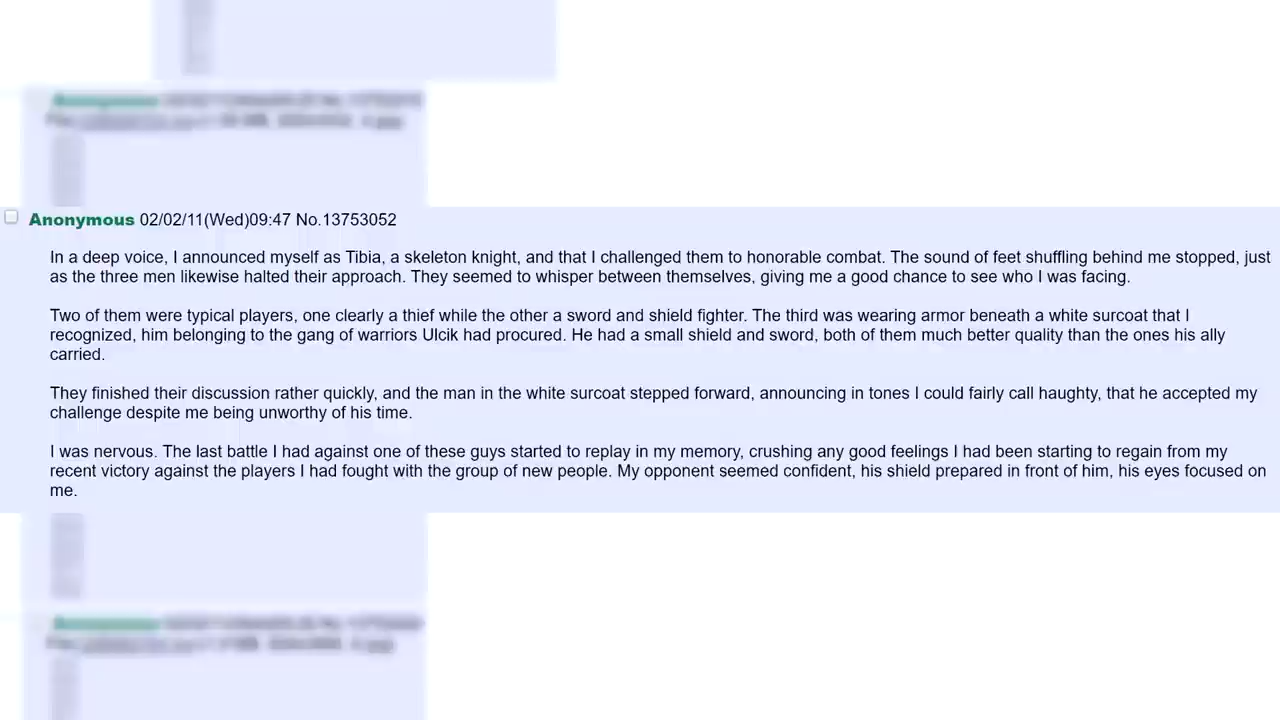 Anonymous 02/02/11(Wed)09:47 No.13753052
In a deep voice, I announced myself as Tibia, a skeleton knight, and that I challenged them to honorable combat. The sound of feet shuffling behind me stopped, just
as the three men likewise halted their approach. They seemed to whisper between themselves, giving me a good chance to see who I was facing.
Two of them were typical players, one clearly a thief while the other a sword and shield fighter. The third was wearing armor beneath a white surcoat that I
recognized, him belonging to the gang of warriors Ulcik had procured. He had a small shield and sword, both of them much better quality than the ones his ally
carried.
They finished their discussion rather quickly, and the man in the white surcoat stepped forward, announcing in tones I could fairly call haughty, that he accepted my
challenge despite me being unworthy of his time.
I was nervous. The last battle I had against one of these guys started to replay in my memory, crushing any good feelings I had been starting to regain from my
recent victory against the players I had fought with the group of new people. My opponent seemed confident, his shield prepared in front of him, his eyes focused on
me.